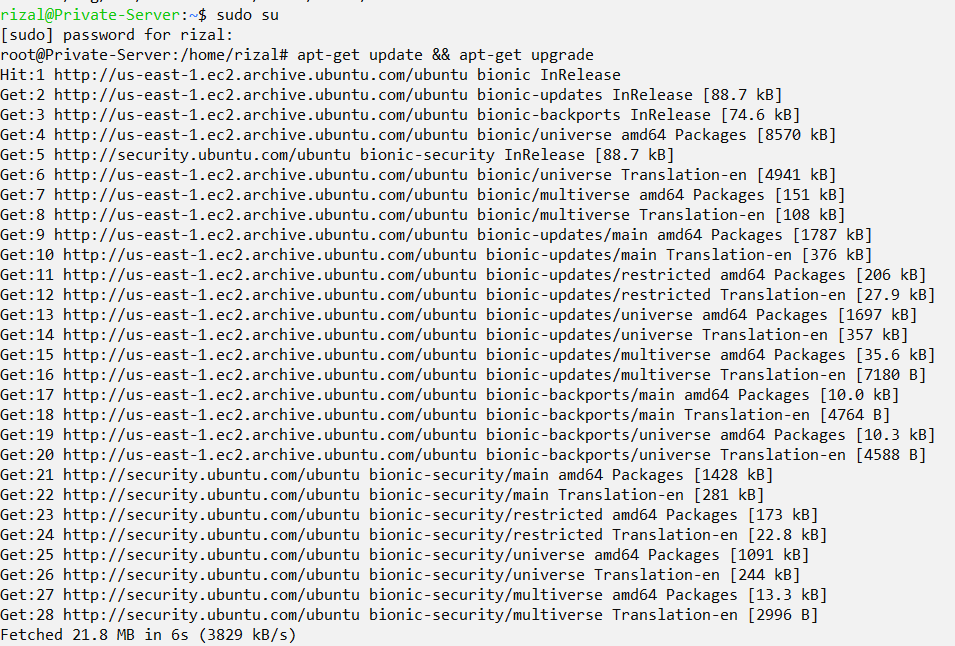 rizal@Private-Server:~$ sudo su
[sudo] password for rizal:
root@Private-Server:/home/rizal# apt-get update && apt-get upgrade
Hit:1 http://us-east-1.ec2.archive.ubuntu.com/ubuntu bionic InRelease
Get:2 http://us-east-1.ec2.archive.ubuntu.com/ubuntu bionic-updates InRelease [88.7 kB]
Get:3 http://us-east-1.ec2.archive.ubuntu.com/ubuntu bionic-backports InRelease [74.6 kB]
Get:4 http://us-east-1.ec2.archive.ubuntu.com/ubuntu bionic/universe amd64 Packages [8570 kB]
Get:5 http://security.ubuntu.com/ubuntu bionic-security InRelease [88.7 kB]
Get:6 http://us-east-1.ec2.archive.ubuntu.com/ubuntu bionic/universe Translation-en [4941 kB]
Get:7 http://us-east-1.ec2.archive.ubuntu.com/ubuntu bionic/multiverse amd64 Packages [151 kB]
Get:8 http://us-east-1.ec2.archive.ubuntu.com/ubuntu bionic/multiverse Translation-en [108 kB]
Get:9 http://us-east-1.ec2.archive.ubuntu.com/ubuntu bionic-updates/main amd64 Packages [1787 kB]
Get:10 http://us-east-1.ec2.archive.ubuntu.com/ubuntu bionic-updates/main Translation-en [376 kB]
Get:11 http://us-east-1.ec2.archive.ubuntu.com/ubuntu bionic-updates/restricted amd64 Packages [206 kB]
Get:12 http://us-east-1.ec2.archive.ubuntu.com/ubuntu bionic-updates/restricted Translation-en [27.9 kB]
Get:13 http://us-east-1.ec2.archive.ubuntu.com/ubuntu bionic-updates/universe amd64 Packages [1697 kB]
Get:14 http://us-east-1.ec2.archive.ubuntu.com/ubuntu bionic-updates/universe Translation-en [357 kB]
Get:15 http://us-east-1.ec2.archive.ubuntu.com/ubuntu bionic-updates/multiverse amd64 Packages [35.6 kB]
Get:16 http://us-east-1.ec2.archive.ubuntu.com/ubuntu bionic-updates/multiverse Translation-en [7180 B]
Get:17 http://us-east-1.ec2.archive.ubuntu.com/ubuntu bionic-backports/main amd64 Packages [10.0 kB]
Get:18 http://us-east-1.ec2.archive.ubuntu.com/ubuntu bionic-backports/main Translation-en [4764 B]
Get:19 http://us-east-1.ec2.archive.ubuntu.com/ubuntu bionic-backports/universe amd64 Packages [10.3 kB]
Get:20 http://us-east-1.ec2.archive.ubuntu.com/ubuntu bionic-backports/universe Translation-en [4588 B]
Get:21 http://security.ubuntu.com/ubuntu bionic-security/main amd64 Packages [1428 kB]
Get:22 http://security.ubuntu.com/ubuntu bionic-security/main Translation-en [281 kB]
Get:23 http://security.ubuntu.com/ubuntu bionic-security/restricted amd64 Packages [173 kB]
Get:24 http://security.ubuntu.com/ubuntu bionic-security/restricted Translation-en [22.8 kB]
Get:25 http://security.ubuntu.com/ubuntu bionic-security/universe amd64 Packages [1091 kB]
Get:26 http://security.ubuntu.com/ubuntu bionic-security/universe Translation-en [244 kB]
Get:27 http://security.ubuntu.com/ubuntu bionic-security/multiverse amd64 Packages [13.3 kB]
Get:28 http://security.ubuntu.com/ubuntu bionic-security/multiverse Translation-en [2996 B]
Fetched 21.8 MB in 6s (3829 kB/s)